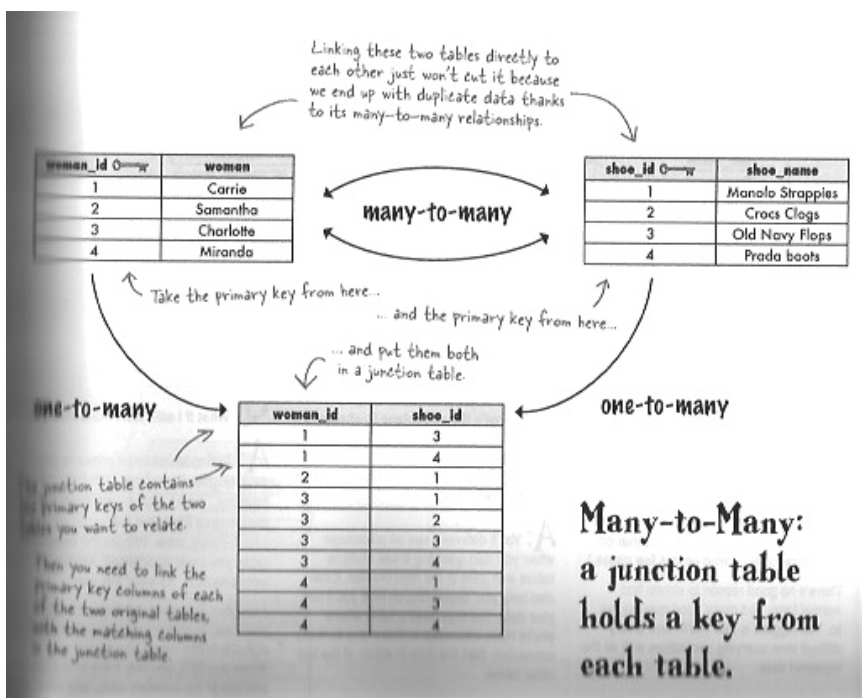 Linking these two tables directly to
each other just won't cut it because
we end up with duplicate data thanks
to its many-to-many relationships.
woman_id woman
1 Carrie
2 Samantha
3 Charlotte
4 Miranda
many-to-many
shoe_id shoe_name
1 Manolo Strappies
2 Crocs Clogs
3 Old Navy Flops
4 Prada boots
Take the primary key from here...
... and the primary key from here...
... and put them both
in a junction table.
one-to-many
one-to-many
woman_id shoe_id
1 3
1 4
2 1
3 1
3 2
3 3
3 4
4 1
4 3
4 4
junction table contains
primary keys of the two
you want to relate.
Then you need to link the
primary key columns of each
of the two original tables,
with the matching columns
the junction table.
Many-to-Many:
a junction table
holds a key from
each table.